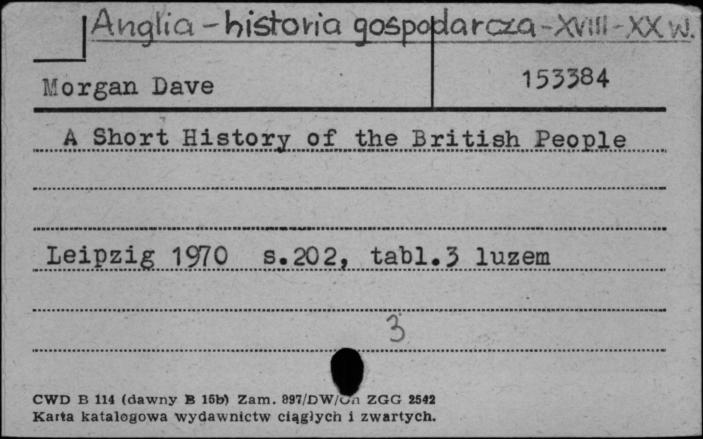 Anglia - historia gospodarcza - XVIII - XX w.
Morgan Dave 153384
A Short History of the British People
Leipzig 1970 s.202, tabl.3 luzem
3
CWD B 114 (dawny B 15b) Zam. 897/DW/ ZGG 2542
Karta katalogowa wydawnictw ciągłych i zwartych.